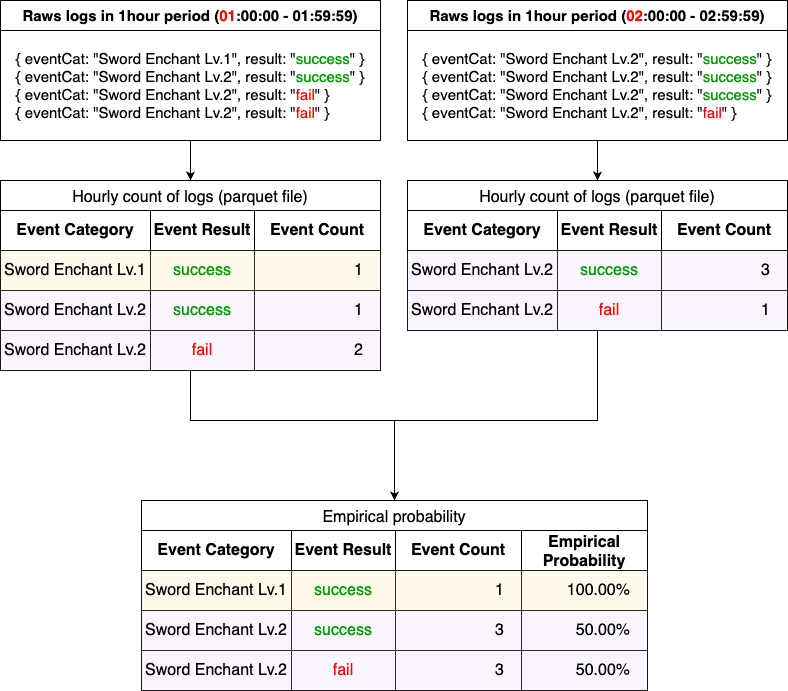 Raws logs in 1hour period (01:00:00 - 01:59:59)
{ eventCat: "Sword Enchant Lv.1", result: "success" }
{ eventCat: "Sword Enchant Lv.2", result: "success" }
{ eventCat: "Sword Enchant Lv.2", result: "fail" }
{ eventCat: "Sword Enchant Lv.2", result: "fail" }
Raws logs in 1hour period (02:00:00 - 02:59:59)
{ eventCat: "Sword Enchant Lv.2", result: "success" }
{ eventCat: "Sword Enchant Lv.2", result: "success" }
{ eventCat: "Sword Enchant Lv.2", result: "success" }
{ eventCat: "Sword Enchant Lv.2", result: "fail" }
Hourly count of logs (parquet file)
Event Category Event Result Event Count
Sword Enchant Lv.1 success 1
Sword Enchant Lv.2 success 1
Sword Enchant Lv.2 fail 2
Hourly count of logs (parquet file)
Event Category Event Result Event Count
Sword Enchant Lv.2 success 3
Sword Enchant Lv.2 fail 1
Empirical probability
Event Category Event Result Event Count Empirical
Probability
Sword Enchant Lv.1 success 1 100.00%
Sword Enchant Lv.2 success 3 50.00%
Sword Enchant Lv.2 fail 3 50.00%